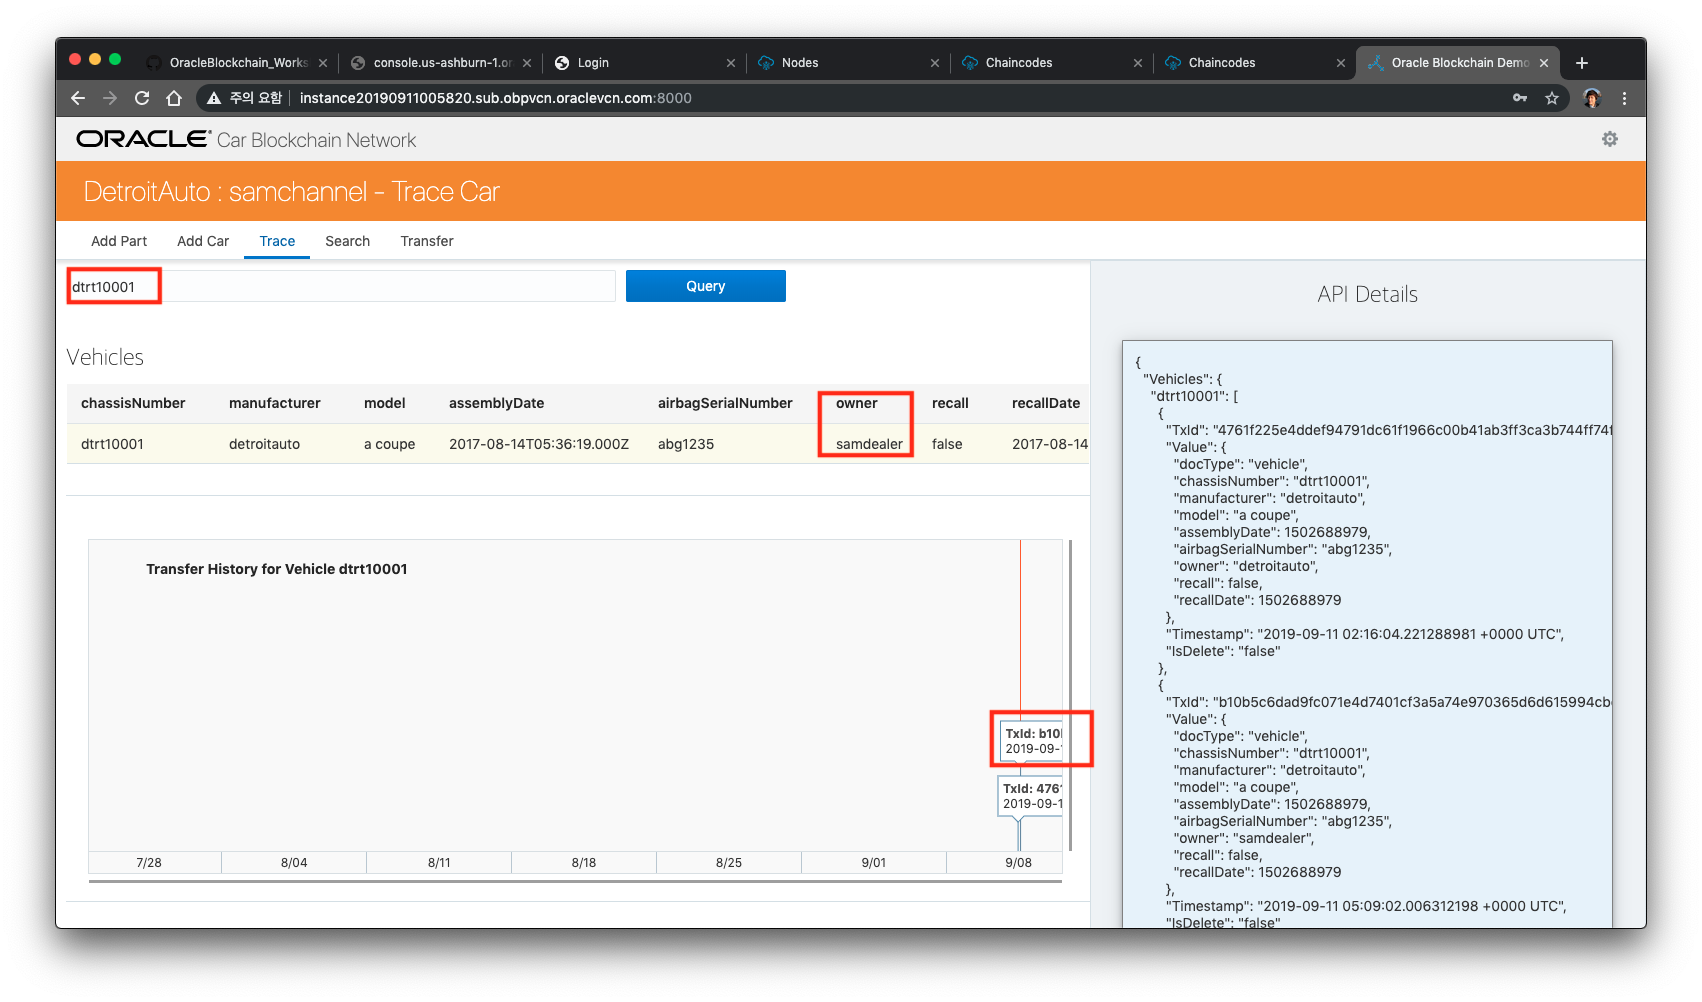 OracleBlockchain_Works
console.us-ashburn-1.or
Login
Nodes
Chaincodes
Chaincodes
Oracle Blockchain Demo
주의 요함
instance20190911005820.sub.obpvcn.oraclevcn.com:8000
ORACLE Car Blockchain Network
DetroitAuto : samchannel - Trace Car
Add Part Add Car Trace Search Transfer
dtrt10001 Query
Vehicles
chassisNumber manufacturer model assemblyDate airbagSerialNumber owner recall recallDate
dtrt10001 detroitauto a coupe 2017-08-14T05:36:19.000Z abg1235 samdealer false 2017-08-14
Transfer History for Vehicle dtrt10001
TxId: b10
2019-09-1
TxId: 476
2019-09-1
7/28 8/04 8/11 8/18 8/25 9/01 9/08
API Details
{
"Vehicles": {
"dtrt10001": [
{
"TxId": "4761f225e4ddef94791dc61f1966c00b41ab3ff3ca3b744ff74f
"Value": {
"docType": "vehicle",
"chassisNumber": "dtrt10001",
"manufacturer": "detroitauto",
"model": "a coupe",
"assemblyDate": 1502688979,
"airbagSerialNumber": "abg1235",
"owner": "detroitauto",
"recall": false,
"recallDate": 1502688979
},
"Timestamp": "2019-09-11 02:16:04.221288981 +0000 UTC",
"IsDelete": "false"
},
{
"TxId": "b10b5c6dad9fc071e4d7401cf3a5a74e970365d6d615994cb
"Value": {
"docType": "vehicle",
"chassisNumber": "dtrt10001",
"manufacturer": "detroitauto",
"model": "a coupe",
"assemblyDate": 1502688979,
"airbagSerialNumber": "abg1235",
"owner": "samdealer",
"recall": false,
"recallDate": 1502688979
},
"Timestamp": "2019-09-11 05:09:02.006312198 +0000 UTC",
"IsDelete": "false"